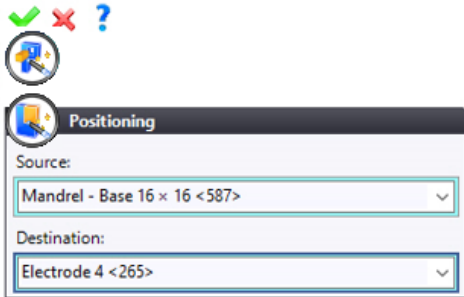 ?
Positioning
Source:
Mandrel - Base 16 × 16 <587>
Destination:
Electrode 4 <265>